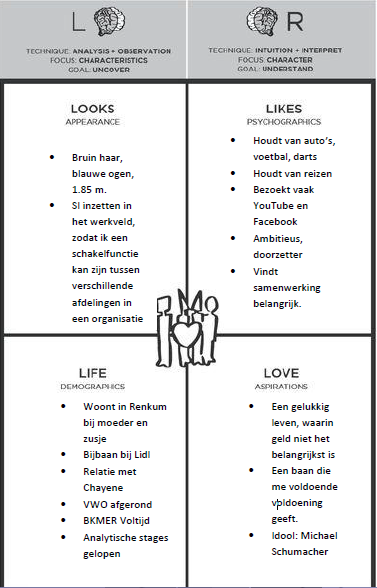 L R
TECHNIQUE: ANALYSIS + OBSERVATION
FOCUS: CHARACTERISTICS
GOAL: UNCOVER
TECHNIQUE: INTUITION + INTERPRET
FOCUS: CHARACTER
GOAL: UNDERSTAND
LOOKS
APPEARANCE
• Bruin haar,
blauwe ogen,
1.85 m.
• SI inzetten in
het werkveld,
zodat ik een
schakelfunctie
kan zijn tussen
verschillende
afdelingen in
een organisatie
LIKES
PSYCHOGRAPHICS
• Houdt van auto's,
voetbal, darts
• Houdt van reizen
• Bezoekt vaak
YouTube en
Facebook
• Ambitieus,
doorzetter
• Vindt
samenwerking
belangrijk.
LIFE
DEMOGRAPHICS
• Woont in Renkum
bij moeder en
zusje
• Bijbaan bij Lidl
• Relatie met
Chayene
• VWO afgerond
• BKMER Voltijd
• Analytische stages
gelopen
LOVE
ASPIRATIONS
• Een gelukkig
leven, waarin
geld niet het
belangrijkst is
• Een baan die
me voldoende
voldoening
geeft.
• Idool: Michael
Schumacher